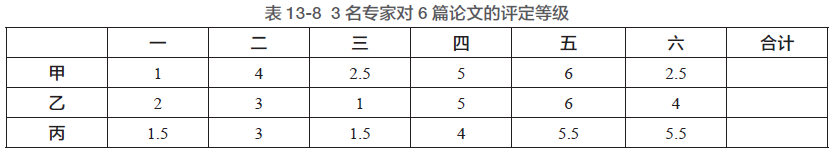 表 13-8 3 名专家对 6 篇论文的评定等级
一 二 三 四 五 六 合计
甲 1 4 2.5 5 6 2.5
乙 2 3 1 5 6 4
丙 1.5 3 1.5 4 5.5 5.5